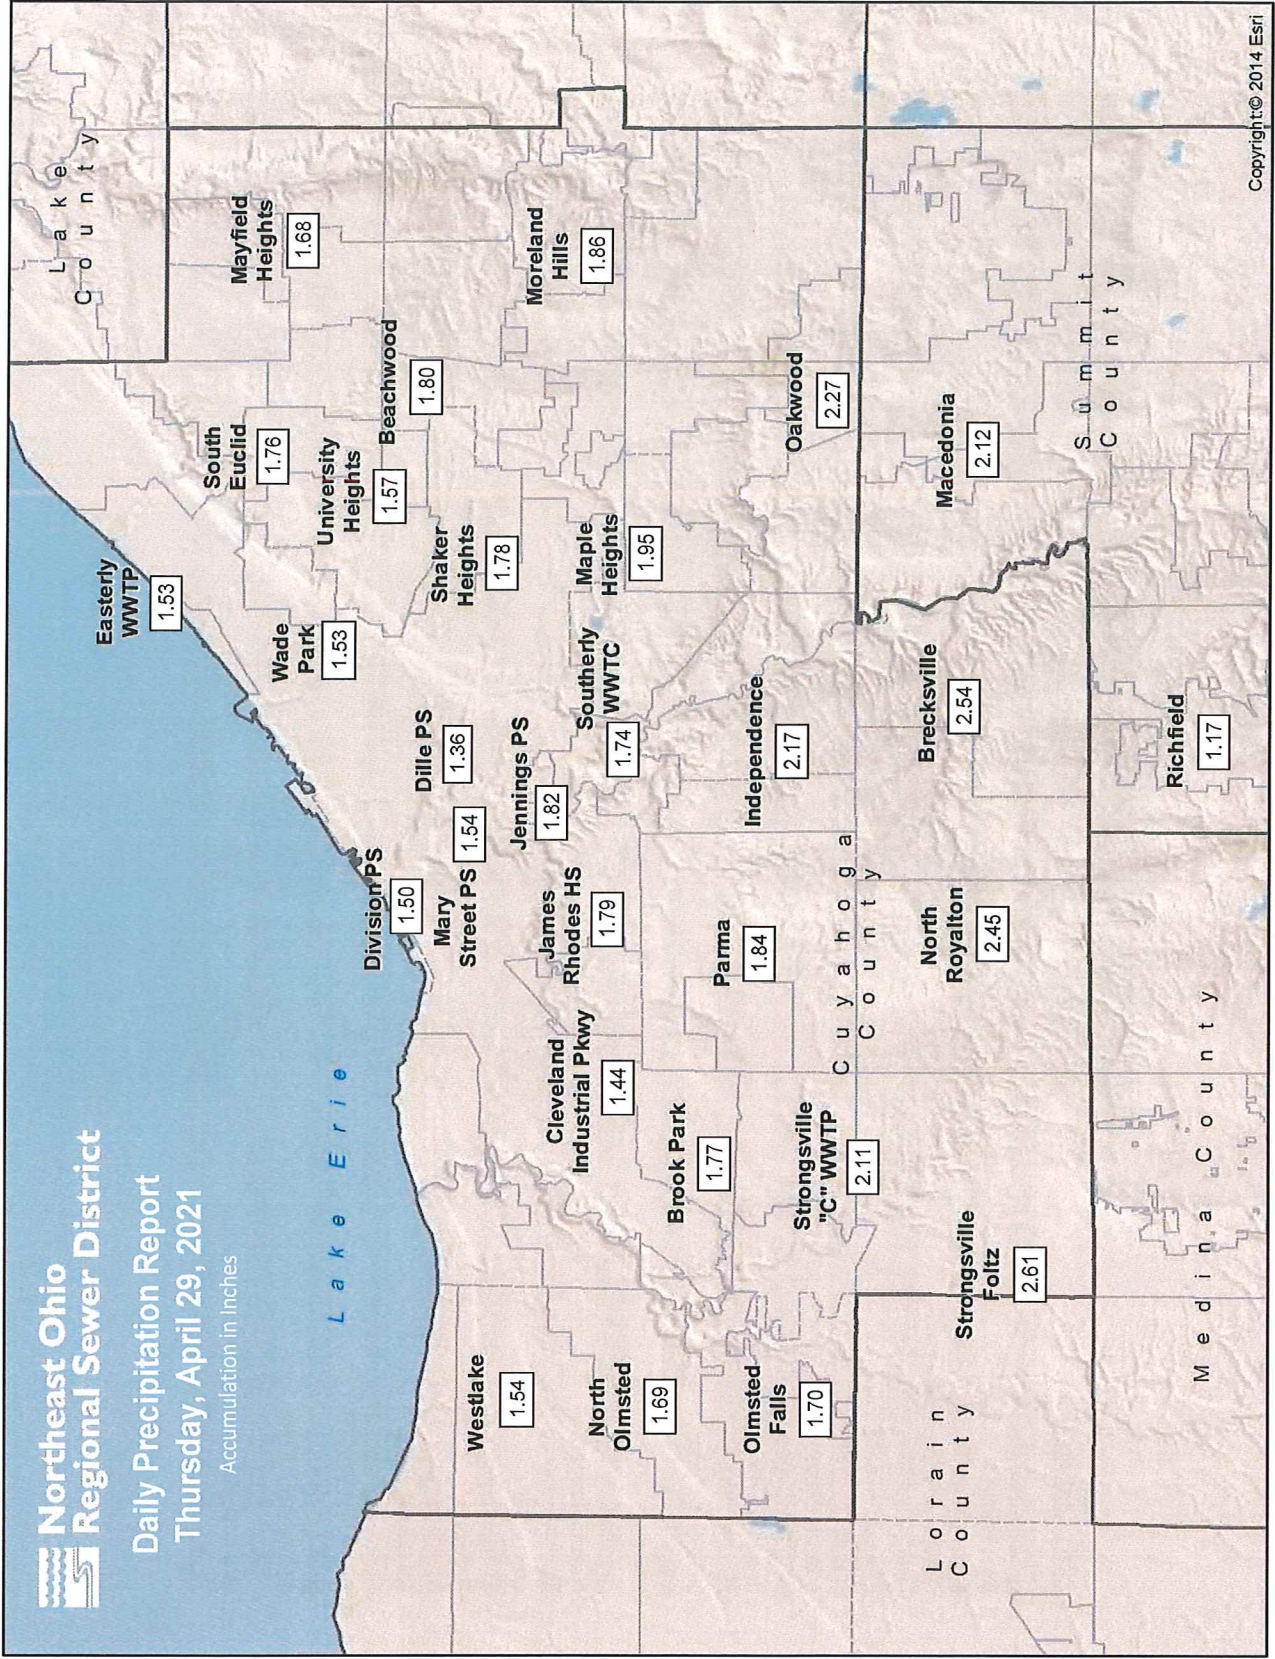 Northeast Ohio
Regional Sewer District
Daily Precipitation Report
Thursday, April 29, 2021
Accumulation in Inches
Lake Erie
Lake
County
Easterly
WWTP
1.53
South
Euclid
1.76
Mayfield
Heights
1.68
Wade
Park
1.53
University
Heights
1.57
Beachwood
1.80
Division PS
1.50
Dille PS
1.36
Shaker
Heights
1.78
Mary
Street PS
1.54
Westlake
1.54
Jennings PS
1.82
Moreland
Hills
1.86
Cleveland
Industrial Pkwy
1.44
James
Rhodes HS
1.79
Southerly
WWTC
1.74
Maple
Heights
1.95
North
Olmsted
1.69
Brook Park
1.77
Parma
1.84
Independence
2.17
Olmsted
Falls
1.70
Strongsville
"C" WWTP
2.11
Oakwood
2.27
Cuyahoga
County
Lorain
County
Strongsville
Foltz
2.61
North
Royalton
2.45
Brecksville
2.54
Macedonia
2.12
Summit
County
Medina County
Richfield
1.17
Copyright:© 2014 Esri